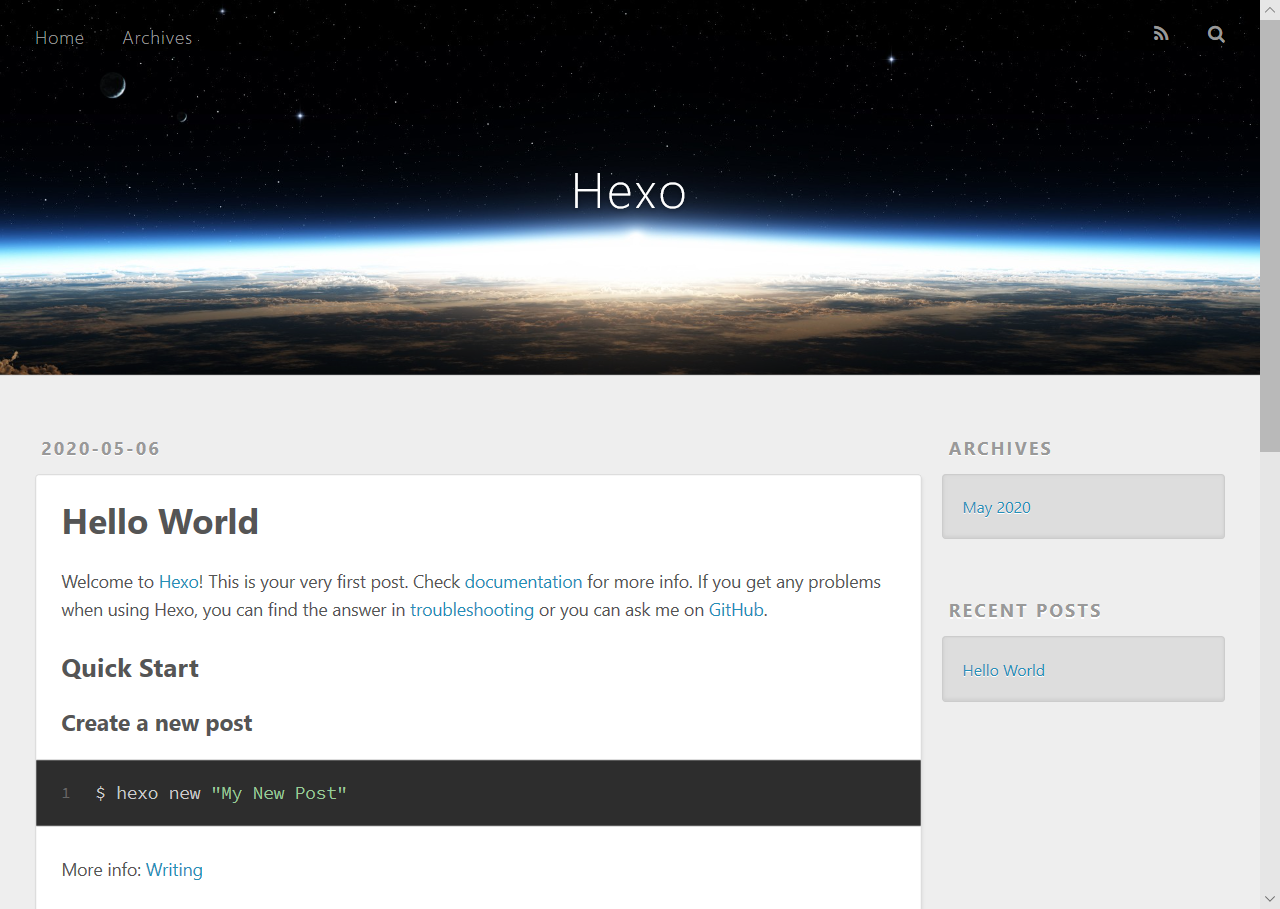 Home Archives
Hexo
2020-05-06
Hello World
Welcome to Hexo! This is your very first post. Check documentation for more info. If you get any problems
when using Hexo, you can find the answer in troubleshooting or you can ask me on GitHub.
Quick Start
Create a new post
1 $ hexo new "My New Post"
More info: Writing
ARCHIVES
May 2020
RECENT POSTS
Hello World